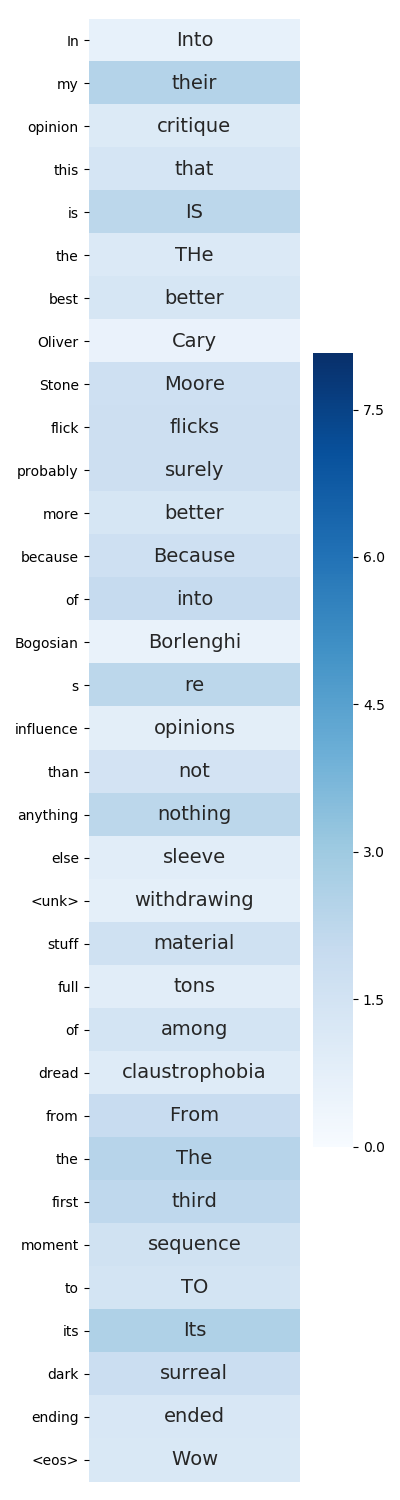 In Into
my their
opinion critique
this that
is IS
the THe
best better
Oliver Cary
Stone Moore
flick flicks
probably surely
more better
because Because
of into
Bogosian Borlenghi
s re
influence opinions
than not
anything nothing
else sleeve
<unk> withdrawing
stuff material
full tons
of among
dread claustrophobia
from From
the The
first third
moment sequence
to TO
its Its
dark surreal
ending ended
<eos> Wow
7.5
6.0
4.5
3.0
1.5
0.0